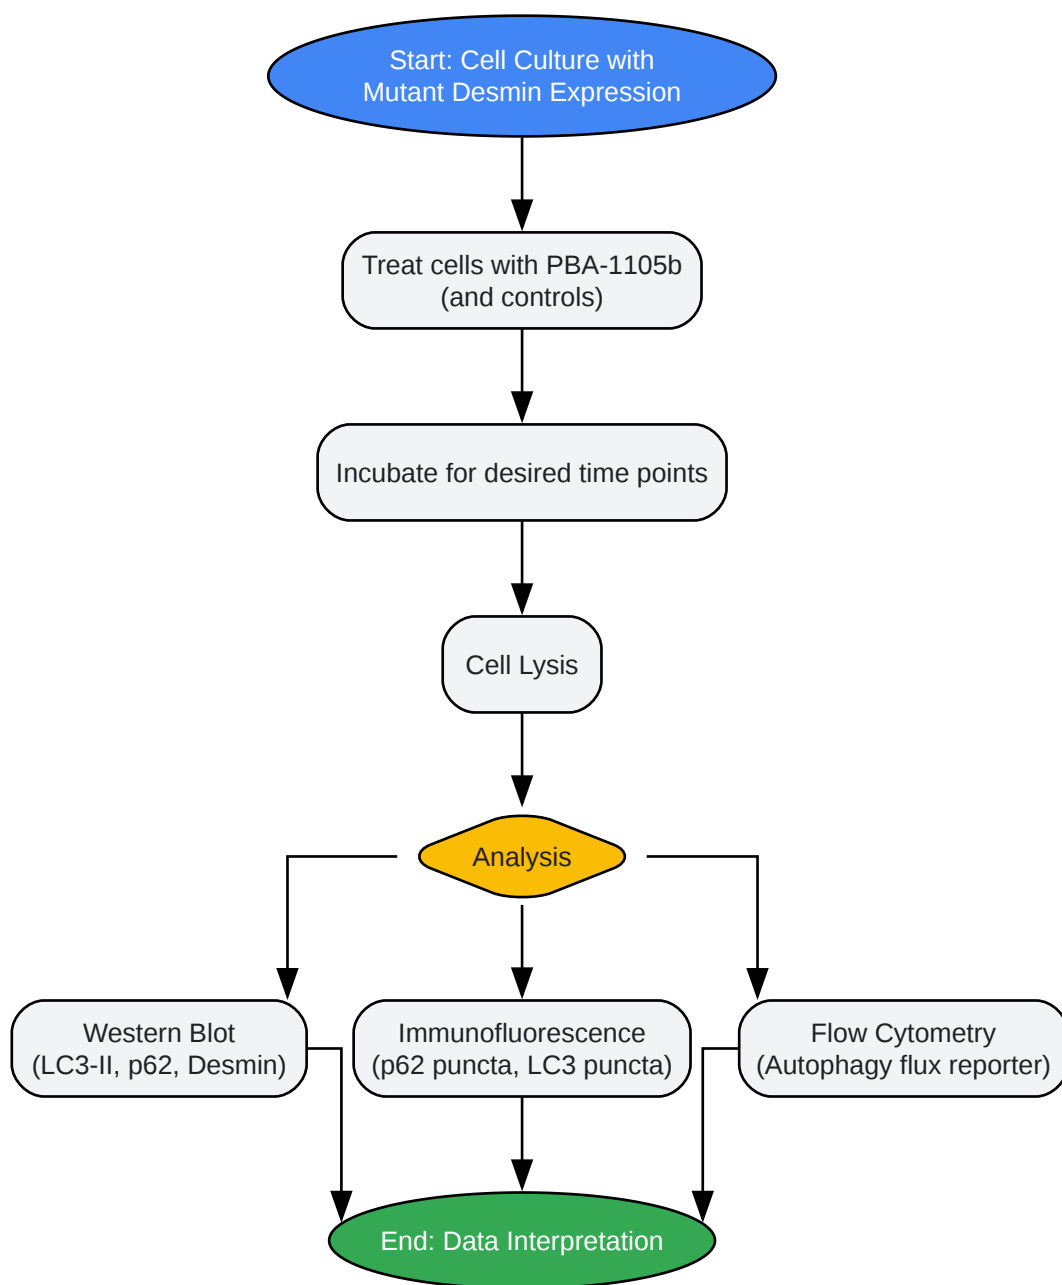 Start: Cell Culture with
Mutant Desmin Expression
Treat cells with PBA-1105b
(and controls)
Incubate for desired time points
Cell Lysis
Analysis
Western Blot
(LC3-II, p62, Desmin)
Immunofluorescence
(p62 puncta, LC3 puncta)
Flow Cytometry
(Autophagy flux reporter)
End: Data Interpretation